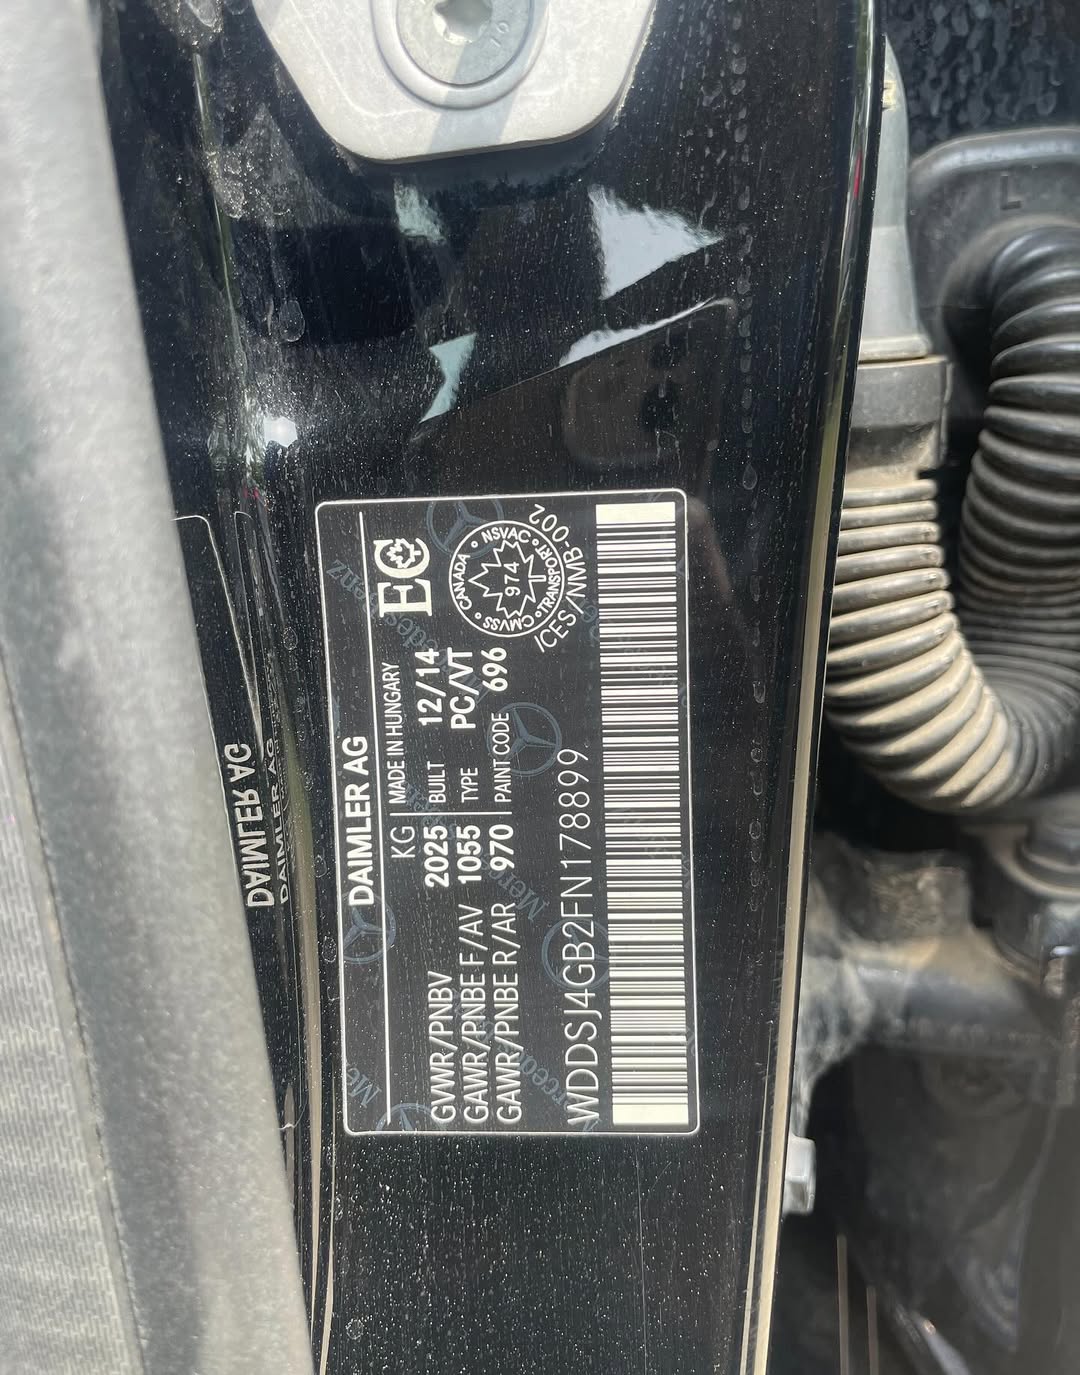 DAIMLER AG
KG MADE IN HUNGARY
GVWR/PNBV 2025 BUILT 12/14
GAWR/PNBE F/AV 1055 TYPE PC/VT
GAWR/PNBE R/AR 970 PAINT CODE 696
EC
CANADA • NSVAC • TRANSPORT • CMVSS •
974
ICES/NMB-002
WDDSJ4GB2FN178899
Mercedes-Benz
DAIMLER AG
DAIMLER AG
L